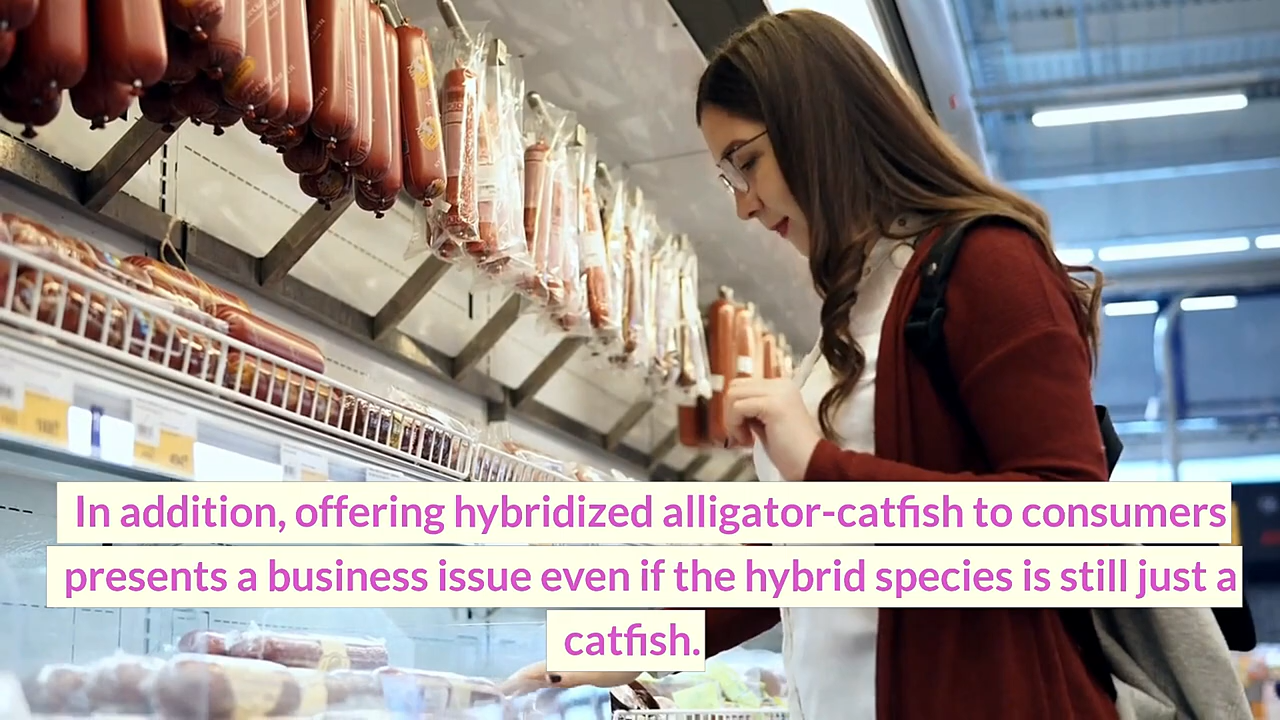 In addition, offering hybridized alligator-catfish to consumers
presents a business issue even if the hybrid species is still just a
catfish.